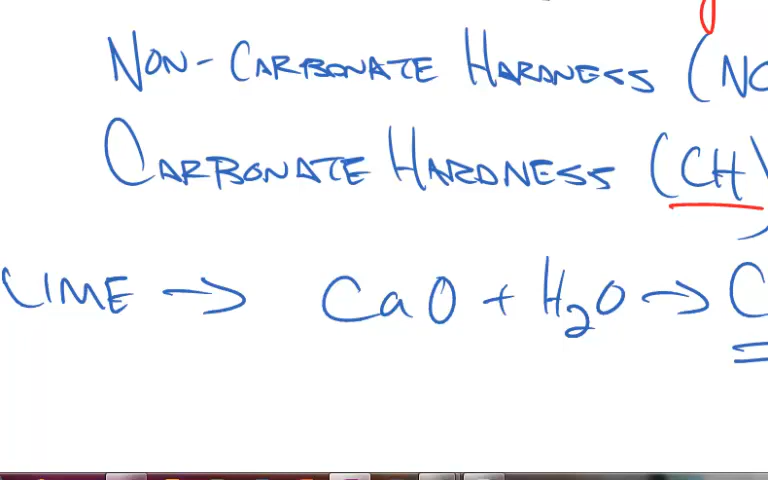 NON-CARBONATE HARDNESS (NC
CARBONATE HARDNESS (CH)
LIME → CaO + H₂O → C